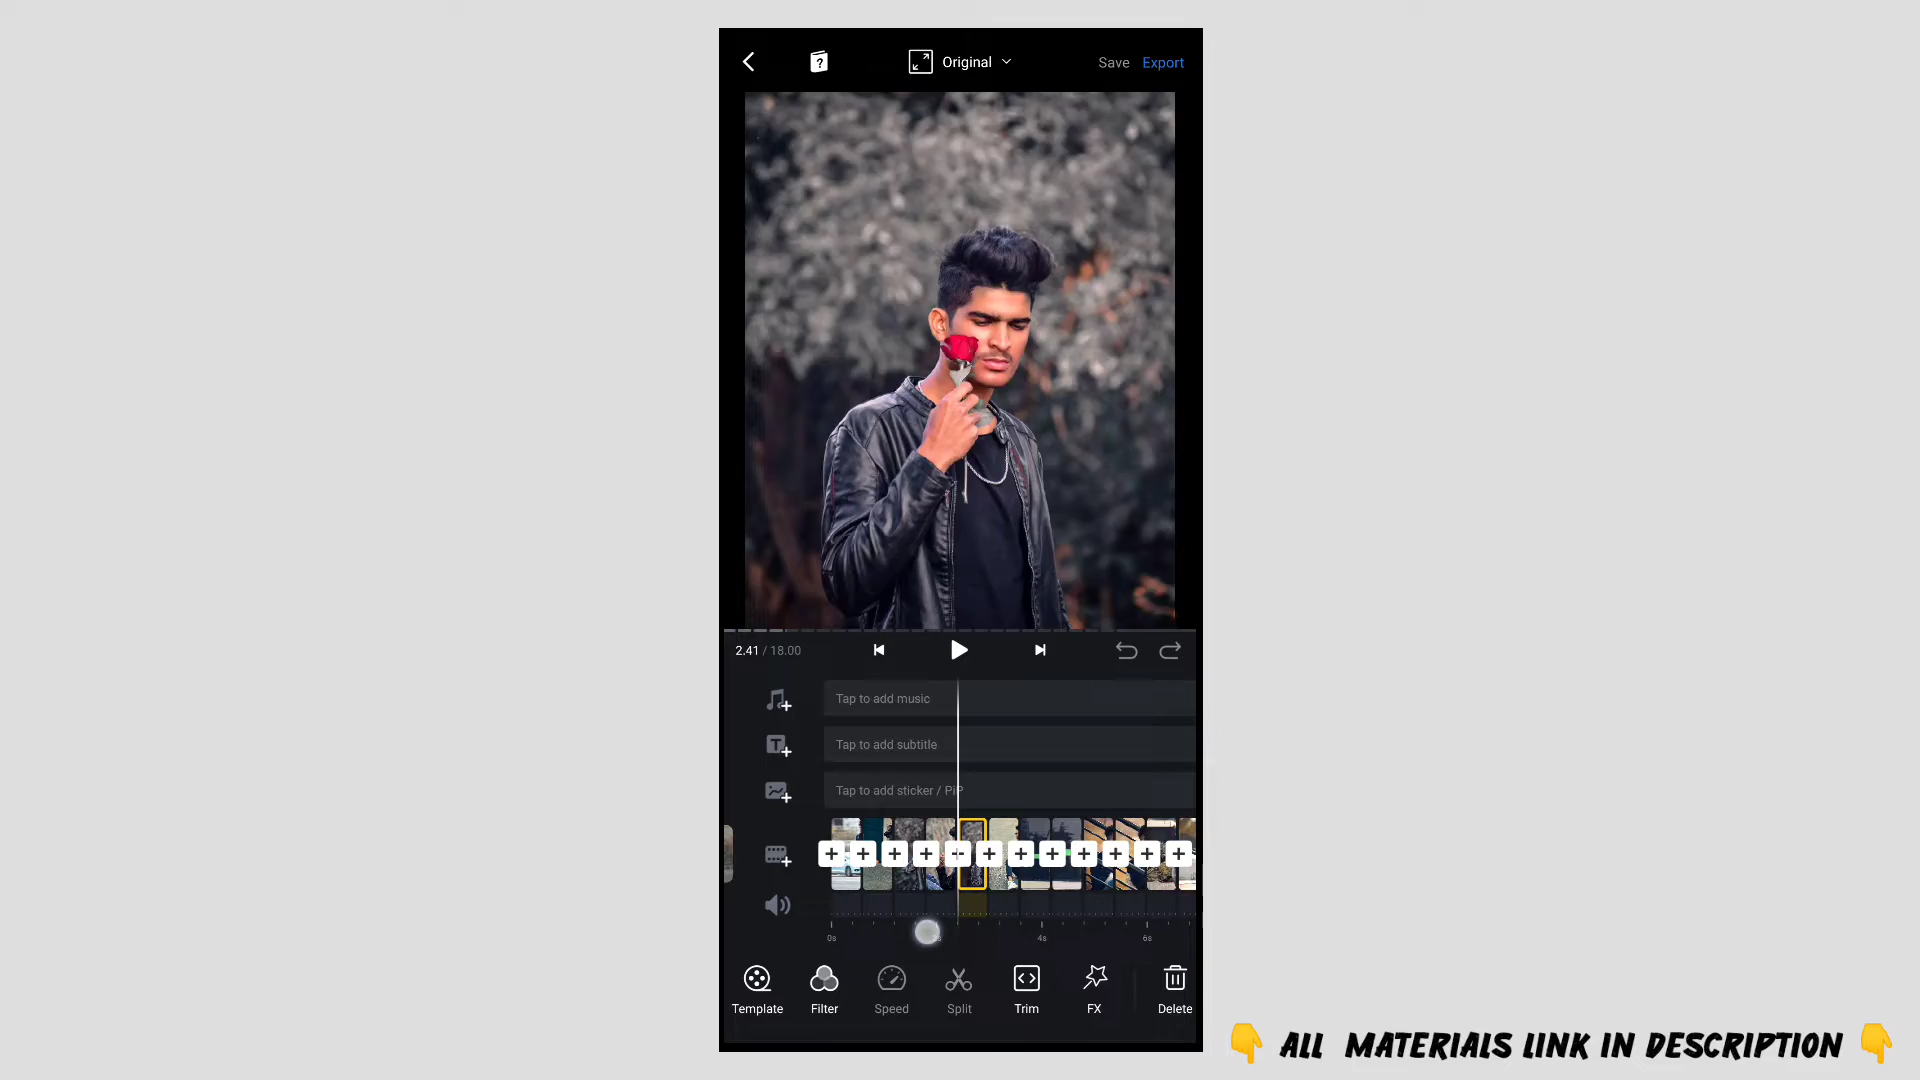 Original
Save Export
2.41 / 18.00
Tap to add music
Tap to add subtitle
Tap to add sticker / PiP
0s 4s 6s
Template Filter Speed Split Trim FX Delete
👇 ALL MATERIALS LINK IN DESCRIPTION 👇